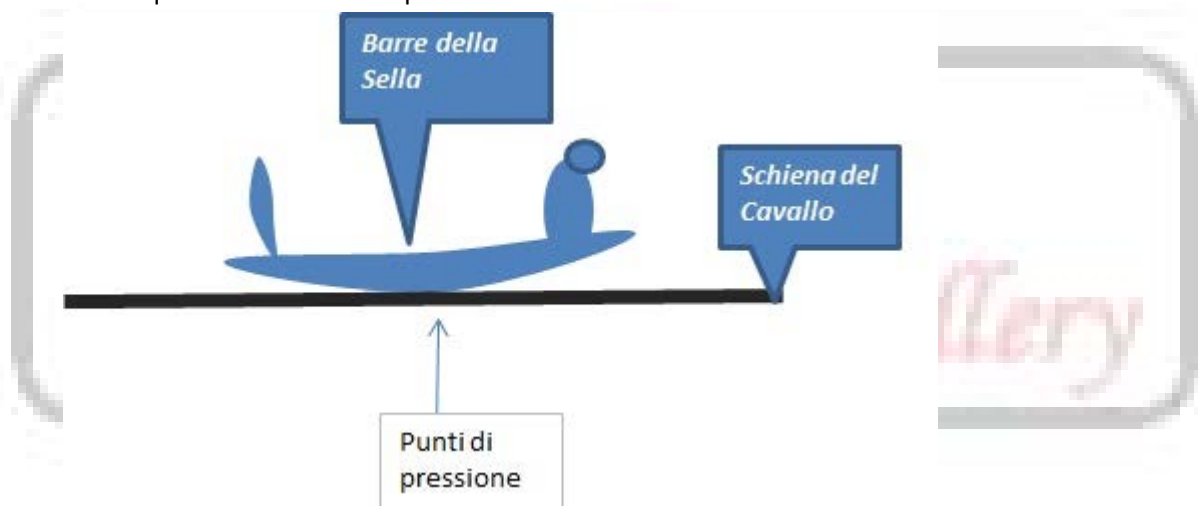 Barre della
Sella
Schiena del
Cavallo
Punti di
pressione